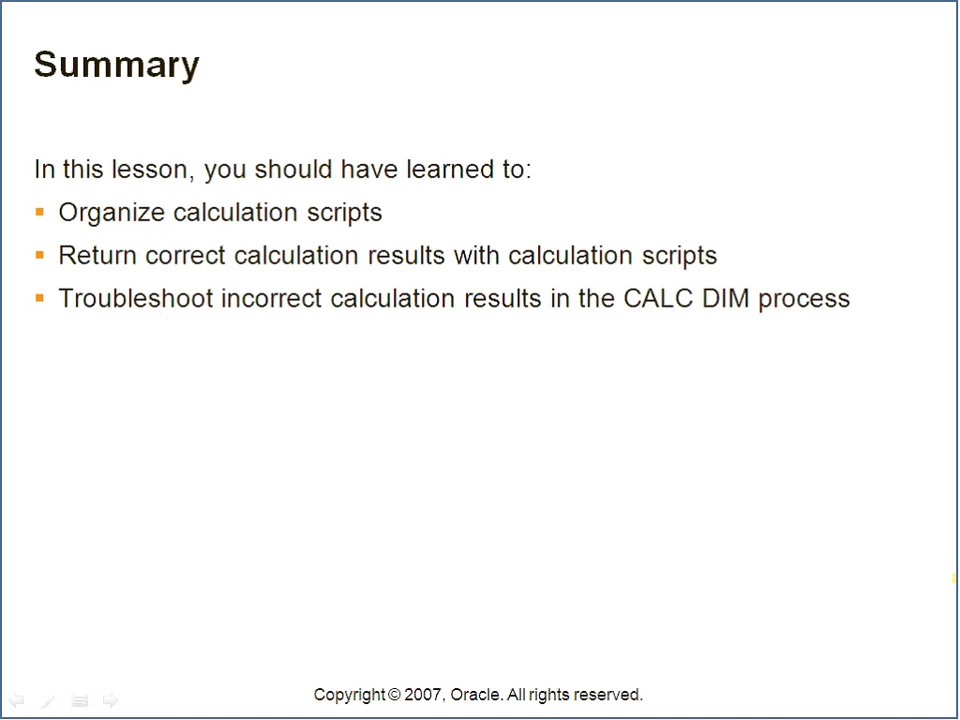 Summary
In this lesson, you should have learned to:
Organize calculation scripts
Return correct calculation results with calculation scripts
Troubleshoot incorrect calculation results in the CALC DIM process
Copyright © 2007, Oracle. All rights reserved.